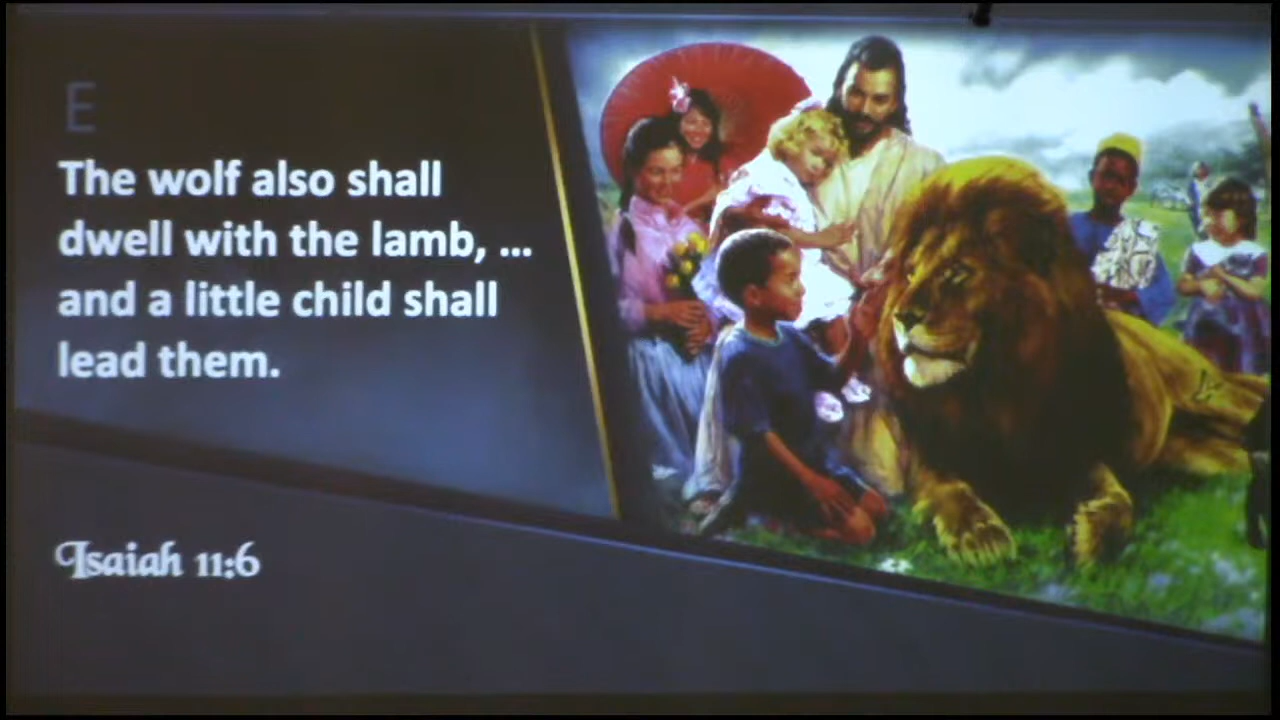 E
The wolf also shall
dwell with the lamb, ...
and a little child shall
lead them.
Isaiah 11:6